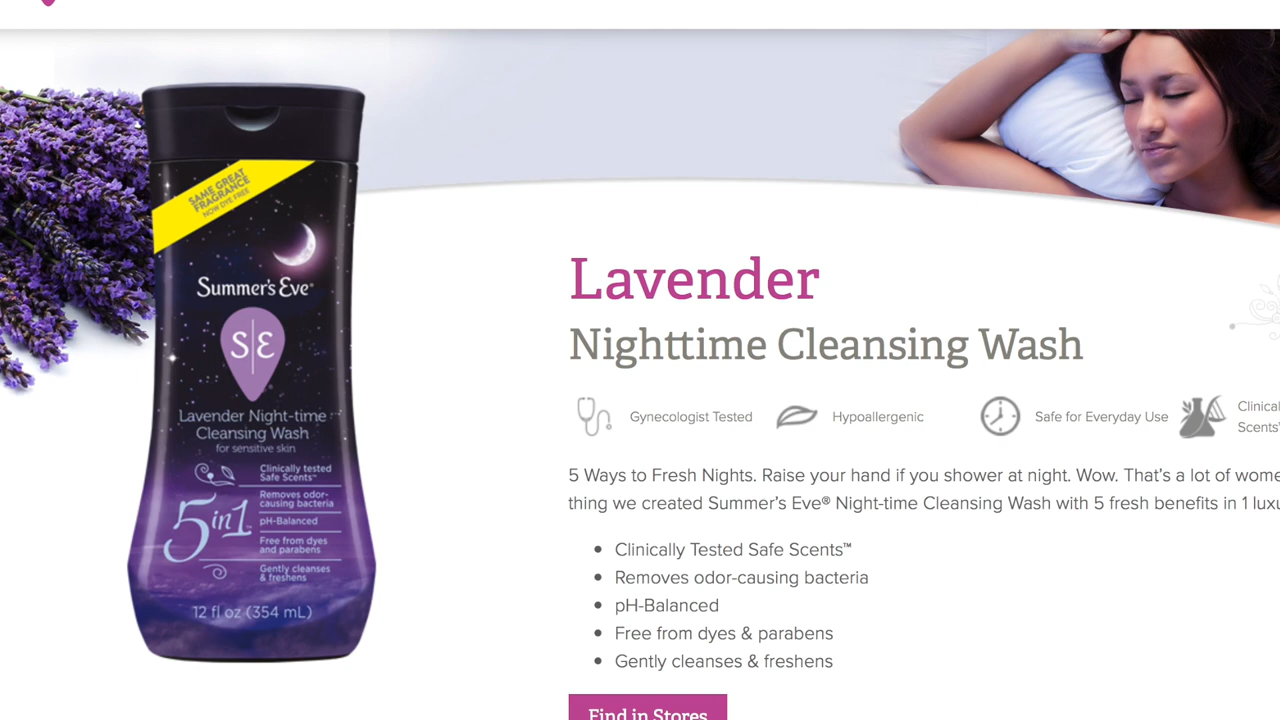 SAME GREAT
FRAGRANCE
NOW DYE FREE
Summer's Eve®
S|E
Lavender Night-time
Cleansing Wash
for sensitive skin
Clinically tested
Safe Scents™
5in1™
Removes odor-
causing bacteria
pH-Balanced
Free from dyes
and parabens
Gently cleanses
& freshens
12 fl oz (354 mL)
Lavender
Nighttime Cleansing Wash
Gynecologist Tested
Hypoallergenic
Safe for Everyday Use
Clinical
Scents
5 Ways to Fresh Nights. Raise your hand if you shower at night. Wow. That's a lot of wome
thing we created Summer's Eve® Night-time Cleansing Wash with 5 fresh benefits in 1 luxu
• Clinically Tested Safe Scents™
• Removes odor-causing bacteria
• pH-Balanced
• Free from dyes & parabens
• Gently cleanses & freshens
Find in Stores